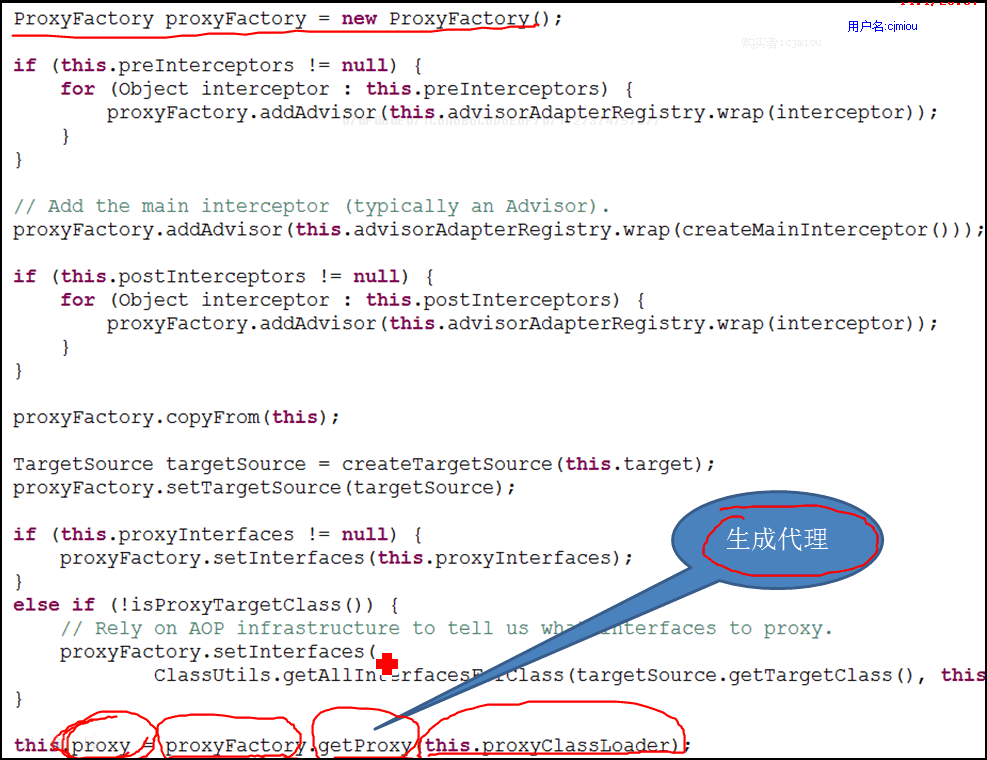 ProxyFactory proxyFactory = new ProxyFactory();
用户名:cjmiou
购买者:cjmiou
if (this.preInterceptors != null) {
for (Object interceptor : this.preInterceptors) {
proxyFactory.addAdvisor(this.advisorAdapterRegistry.wrap(interceptor));
}
}
// Add the main interceptor (typically an Advisor).
proxyFactory.addAdvisor(this.advisorAdapterRegistry.wrap(createMainInterceptor()));
if (this.postInterceptors != null) {
for (Object interceptor : this.postInterceptors) {
proxyFactory.addAdvisor(this.advisorAdapterRegistry.wrap(interceptor));
}
}
proxyFactory.copyFrom(this);
TargetSource targetSource = createTargetSource(this.target);
proxyFactory.setTargetSource(targetSource);
if (this.proxyInterfaces != null) {
proxyFactory.setInterfaces(this.proxyInterfaces);
}
生成代理
else if (!isProxyTargetClass()) {
// Rely on AOP infrastructure to tell us what interfaces to proxy.
proxyFactory.setInterfaces(
ClassUtils.getAllInterfacesForClass(targetSource.getTargetClass(), this
}
this.proxy = proxyFactory.getProxy(this.proxyClassLoader);